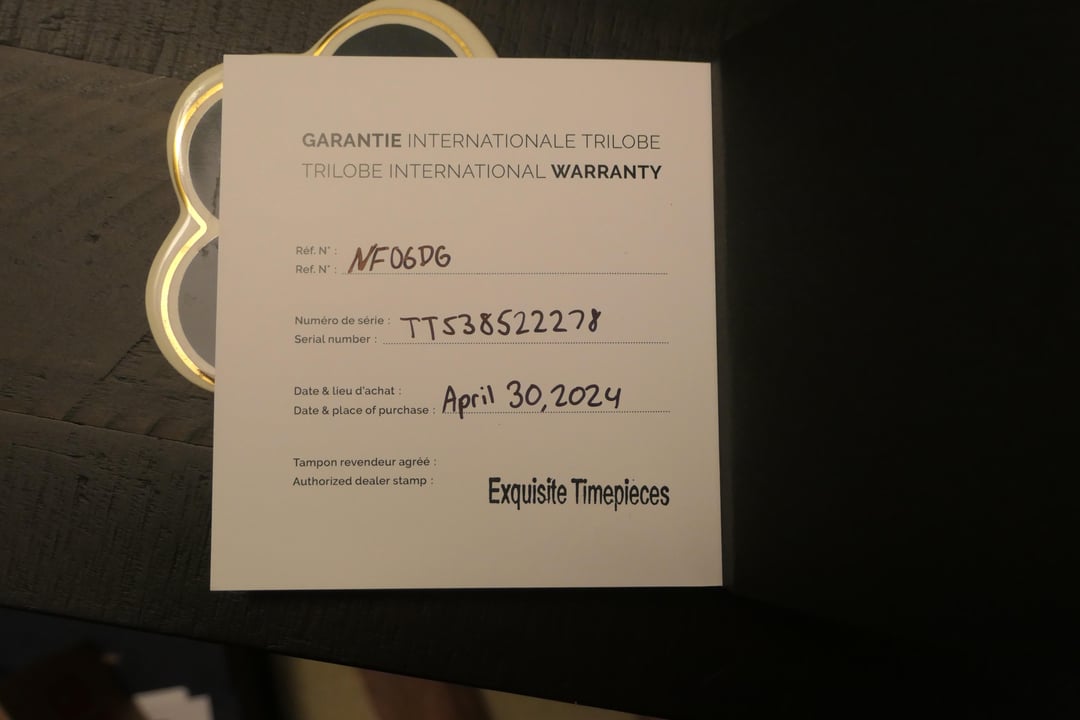 GARANTIE INTERNATIONALE TRILOBE
TRILOBE INTERNATIONAL WARRANTY
Réf. N° :
Ref. N° : NF06DG
Numéro de série :
Serial number : TT538522278
Date & lieu d'achat :
Date & place of purchase : April 30, 2024
Tampon revendeur agréé :
Authorized dealer stamp :
Exquisite Timepieces